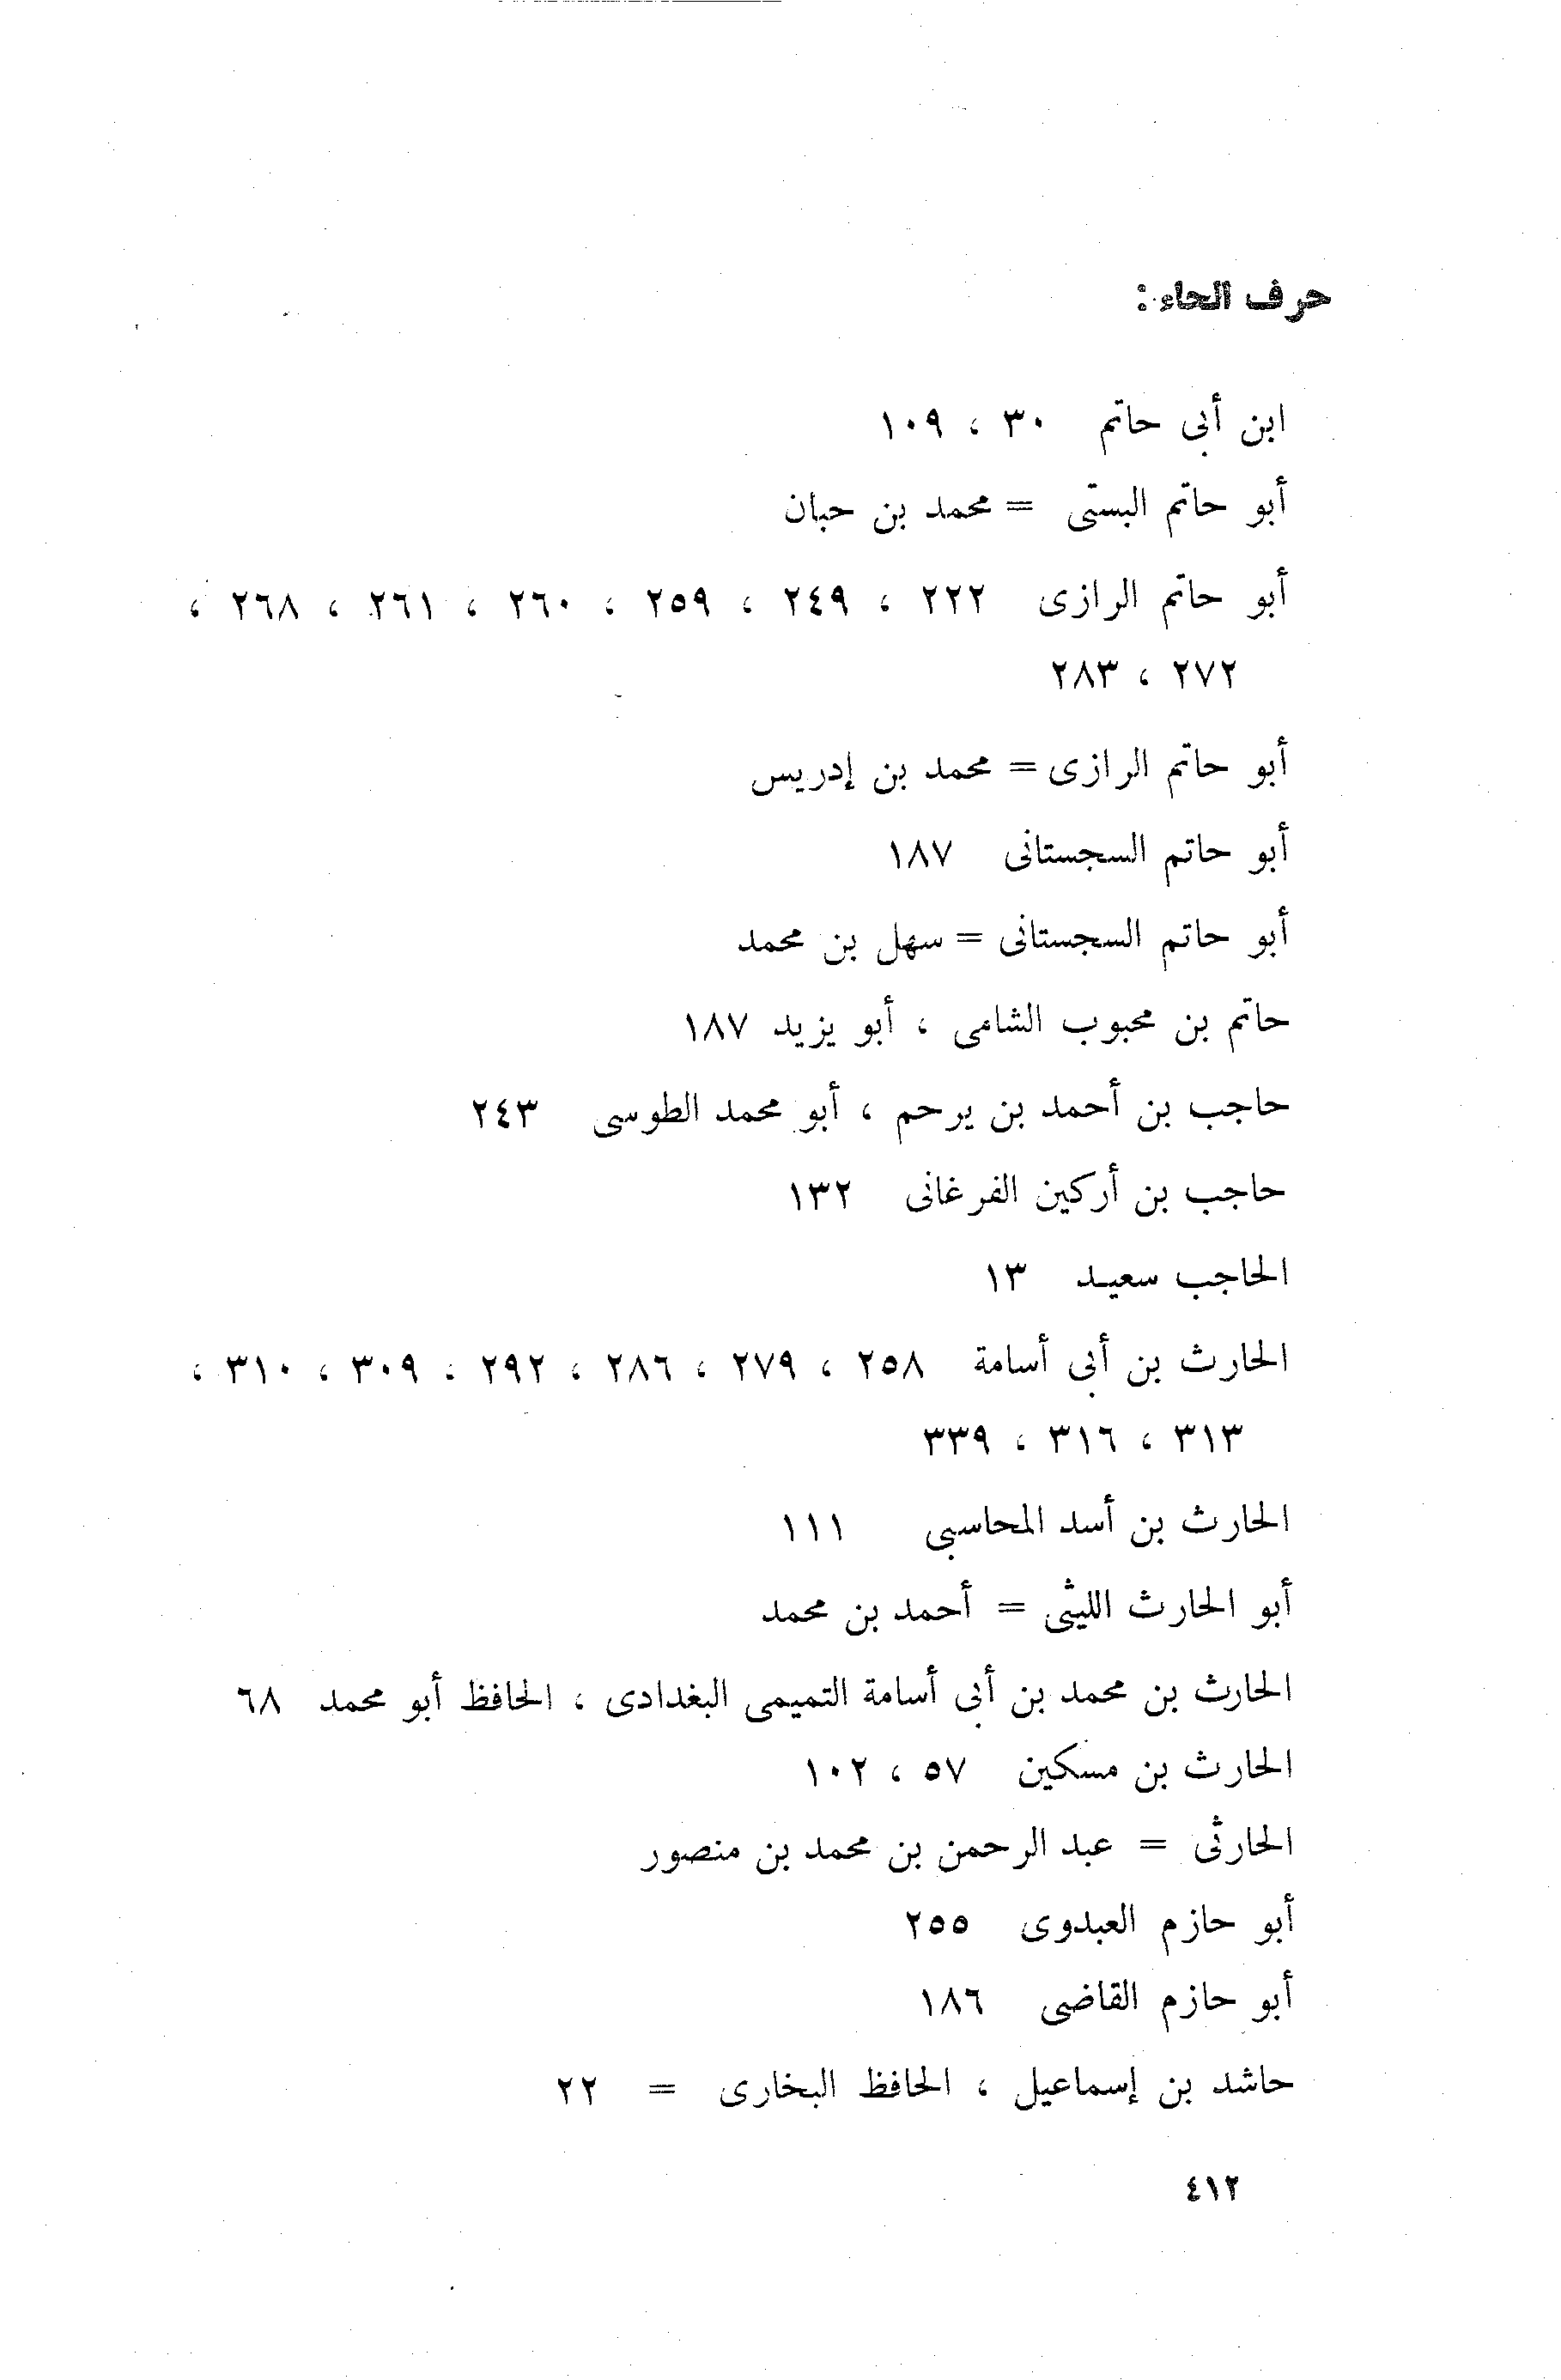 حرف الحاء :
ابن أبى حاتم ٣٠ ، ١٠٩
أبو حاتم البستى = محمد بن حبان
أبو حاتم الرازى ٢٢٢ ، ٢٤٩ ، ٢٥٩ ، ٢٦٠ ، ٢٦١ ، ٢٦٨ ،
٢٧٢ ، ٢٨٣
أبو حاتم الرازى = محمد بن إدريس
أبو حاتم السجستانى ١٨٧
أبو حاتم السجستانى = سهل بن محمد
حاتم بن محبوب الشامى ، أبو يزيد ١٨٧
حاجب بن أحمد بن يرحم ، أبو محمد الطوسى ٢٤٣
حاجب بن أركين الفرغانى ١٣٢
الحاجب سعيد ١٣
الحارث بن أبى أسامة ٢٥٨ ، ٢٧٩ ، ٢٨٦ ، ٢٩٢ ، ٣٠٩ ، ٣١٠ ،
٣١٣ ، ٣١٦ ، ٣٣٩
الحارث بن أسد المحاسبى ١١١
أبو الحارث الليثى = أحمد بن محمد
الحارث بن محمد بن أبى أسامة التميمى البغدادى ، الحافظ أبو محمد ٦٨
الحارث بن مسكين ٥٧ ، ١٠٢
الحارثى = عبد الرحمن بن محمد بن منصور
أبو حازم العبدوى ٢٥٥
أبو حازم القاضى ١٨٦
حاشد بن إسماعيل ، الحافظ البخارى = ٢٢
٤١٢